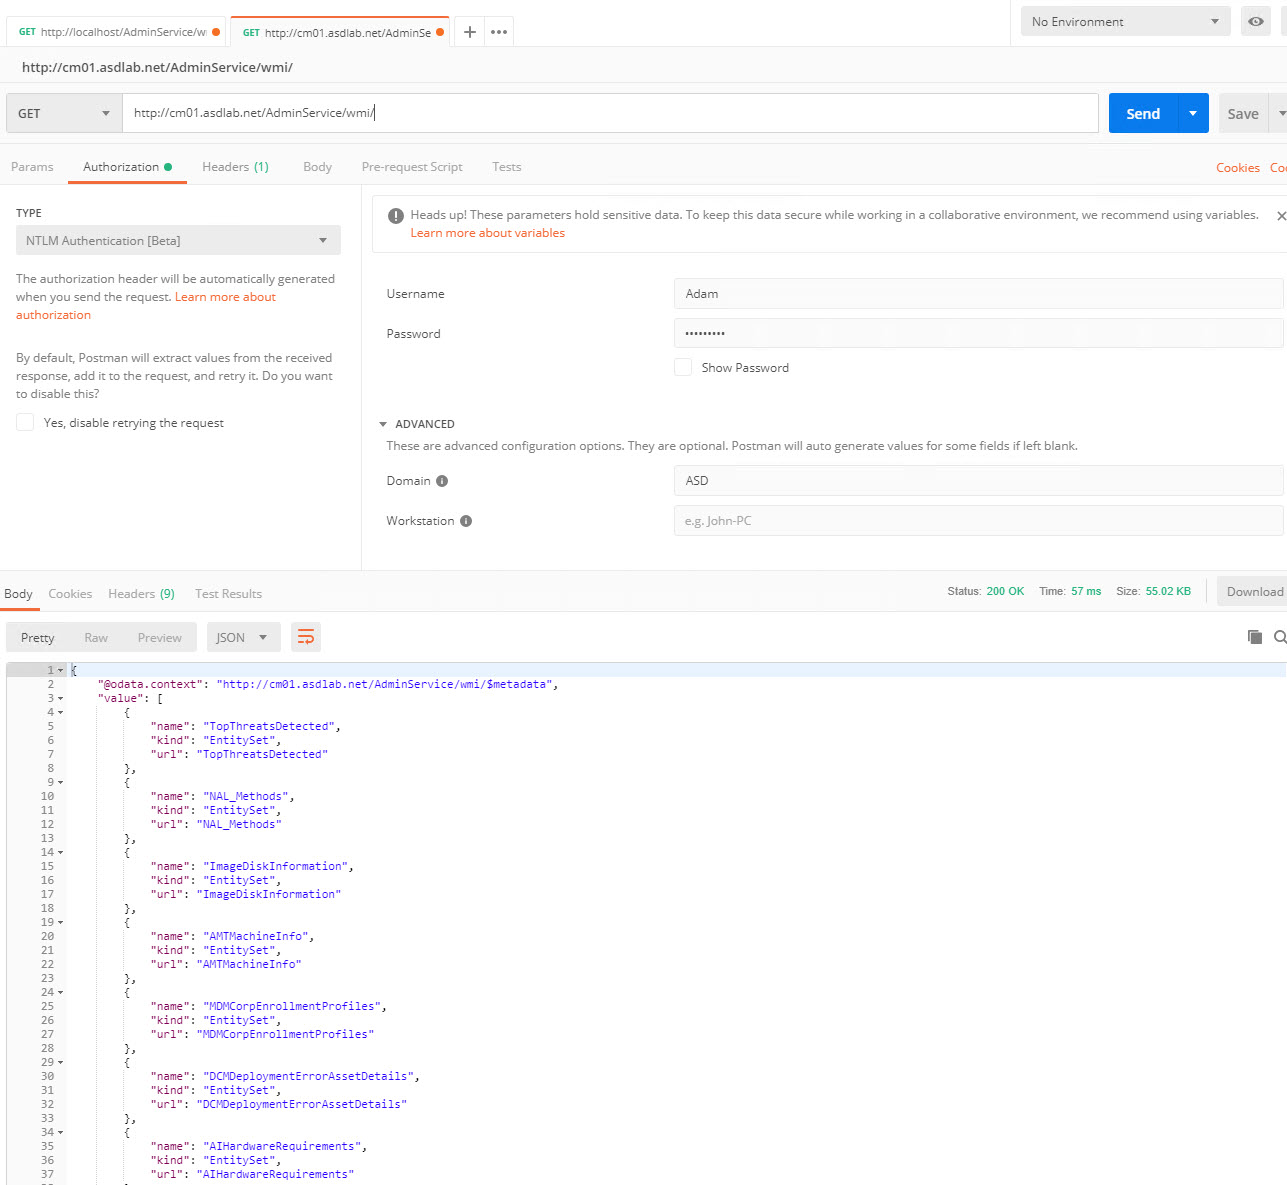 GET http://localhost/AdminService/w
GET http://cm01.asdlab.net/AdminSe
No Environment
http://cm01.asdlab.net/AdminService/wmi/
GET
http://cm01.asdlab.net/AdminService/wmi/
Send
Save
Params
Authorization
Headers (1)
Body
Pre-request Script
Tests
Cookies
TYPE
NTLM Authentication [Beta]
The authorization header will be automatically generated
when you send the request. Learn more about
authorization
By default, Postman will extract values from the received
response, add it to the request, and retry it. Do you want
to disable this?
Yes, disable retrying the request
Heads up! These parameters hold sensitive data. To keep this data secure while working in a collaborative environment, we recommend using variables.
Learn more about variables
Username
Adam
Password
•••••••••
Show Password
ADVANCED
These are advanced configuration options. They are optional. Postman will auto generate values for some fields if left blank.
Domain
ASD
Workstation
e.g. John-PC
Body
Cookies
Headers (9)
Test Results
Status: 200 OK
Time: 57 ms
Size: 55.02 KB
Download
Pretty
Raw
Preview
JSON
1 {
2 "@odata.context": "http://cm01.asdlab.net/AdminService/wmi/$metadata",
3 "value": [
4 {
5 "name": "TopThreatsDetected",
6 "kind": "EntitySet",
7 "url": "TopThreatsDetected"
8 },
9 {
10 "name": "NAL_Methods",
11 "kind": "EntitySet",
12 "url": "NAL_Methods"
13 },
14 {
15 "name": "ImageDiskInformation",
16 "kind": "EntitySet",
17 "url": "ImageDiskInformation"
18 },
19 {
20 "name": "AMTMachineInfo",
21 "kind": "EntitySet",
22 "url": "AMTMachineInfo"
23 },
24 {
25 "name": "MDMCorpEnrollmentProfiles",
26 "kind": "EntitySet",
27 "url": "MDMCorpEnrollmentProfiles"
28 },
29 {
30 "name": "DCMDeploymentErrorAssetDetails",
31 "kind": "EntitySet",
32 "url": "DCMDeploymentErrorAssetDetails"
33 },
34 {
35 "name": "AIHardwareRequirements",
36 "kind": "EntitySet",
37 "url": "AIHardwareRequirements"